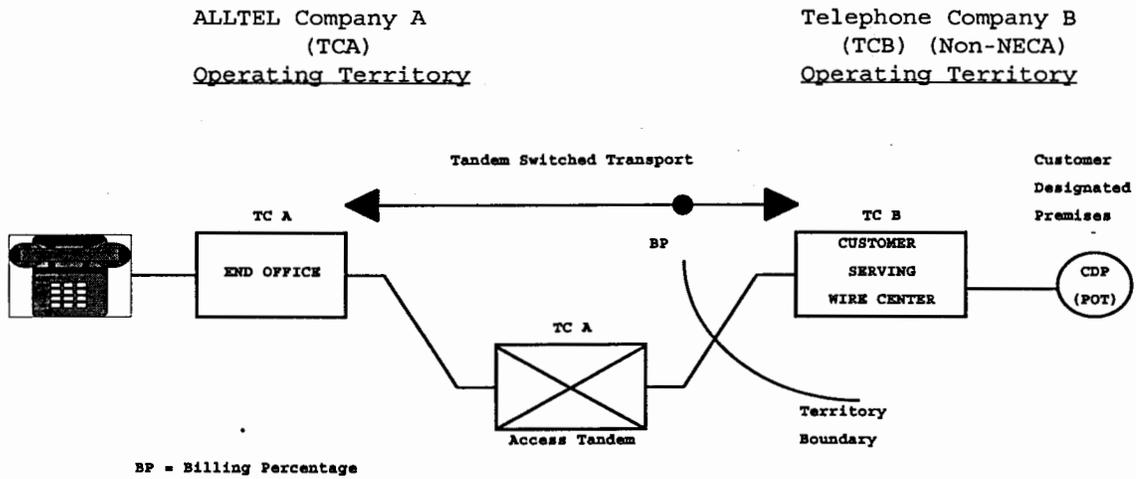 ALLTEL Company A
(TCA)
Operating Territory
Telephone Company B
(TCB) (Non-NECA)
Operating Territory
Tandem Switched Transport
Customer
Designated
Premises
TC A
END OFFICE
BP
TC B
CUSTOMER
SERVING
WIRE CENTER
CDP
(POT)
TC A
Access Tandem
Territory
Boundary
BP = Billing Percentage